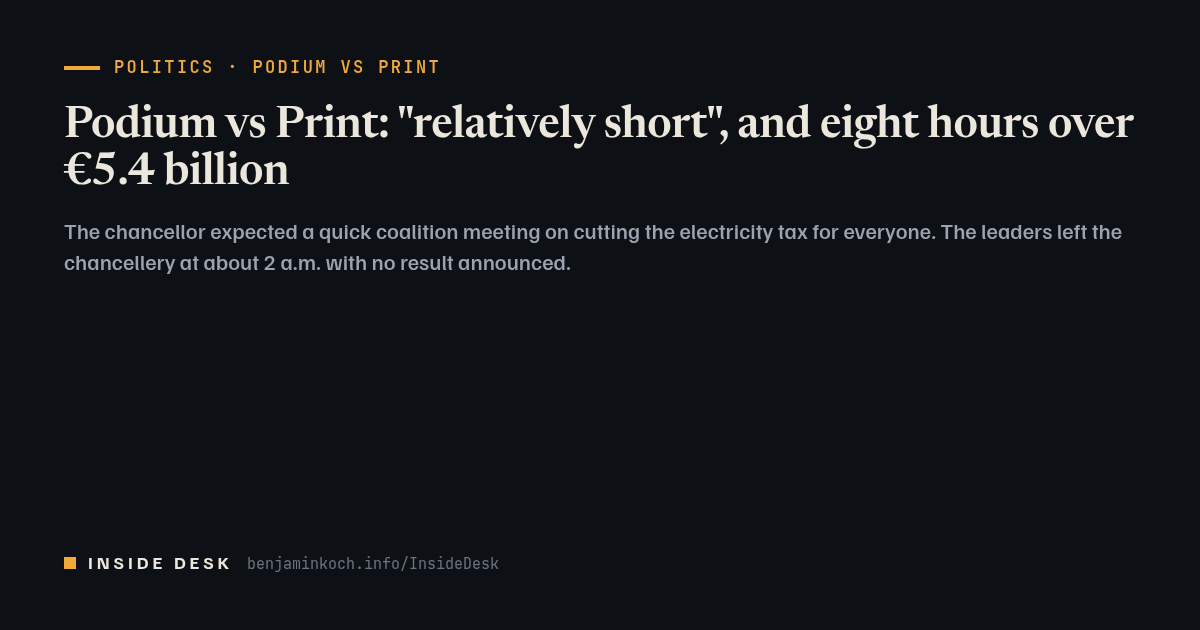 POLITICS · PODIUM VS PRINT
Podium vs Print: "relatively short", and eight hours over
€5.4 billion
The chancellor expected a quick coalition meeting on cutting the electricity tax for everyone. The leaders left the
chancellery at about 2 a.m. with no result announced.
INSIDE DESK benjaminkoch.info/InsideDesk